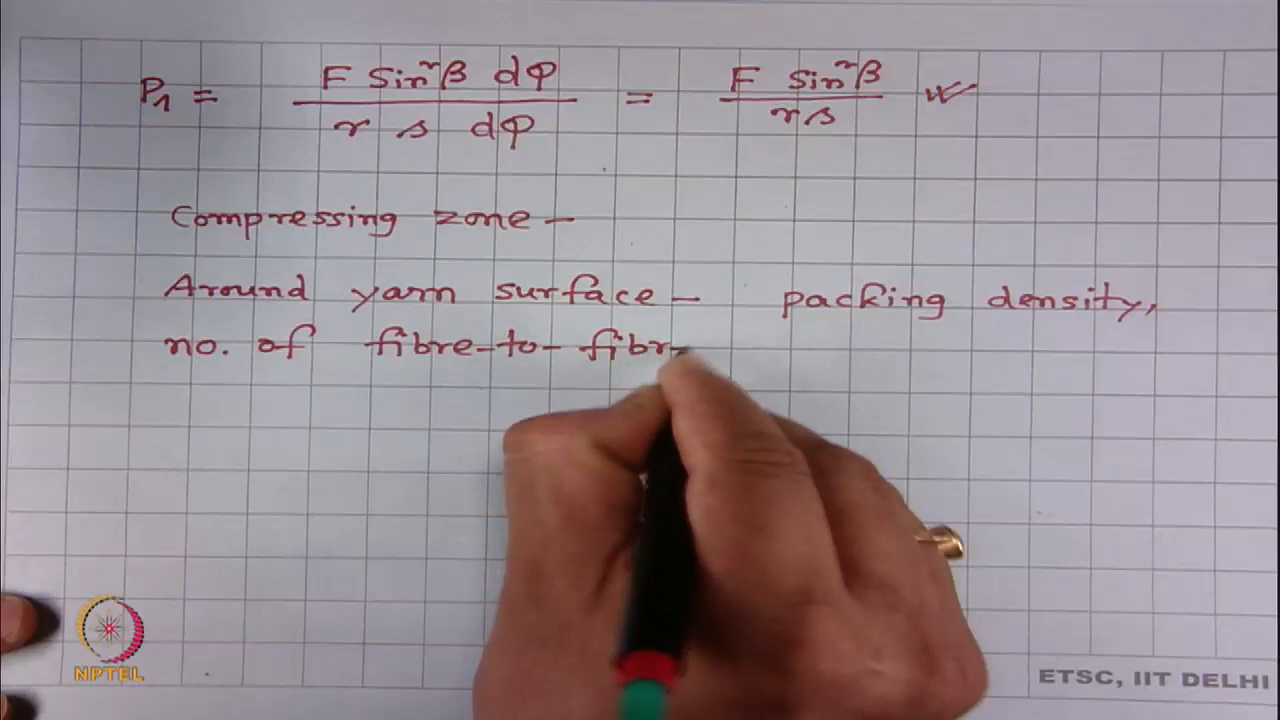 P₁ = F Sin²β dφ / r s dφ = F Sin²β / r s
Compressing zone –
Around yarn surface – packing density,
no. of fibre-to-fibr
NPTEL
ETSC, IIT DELHI